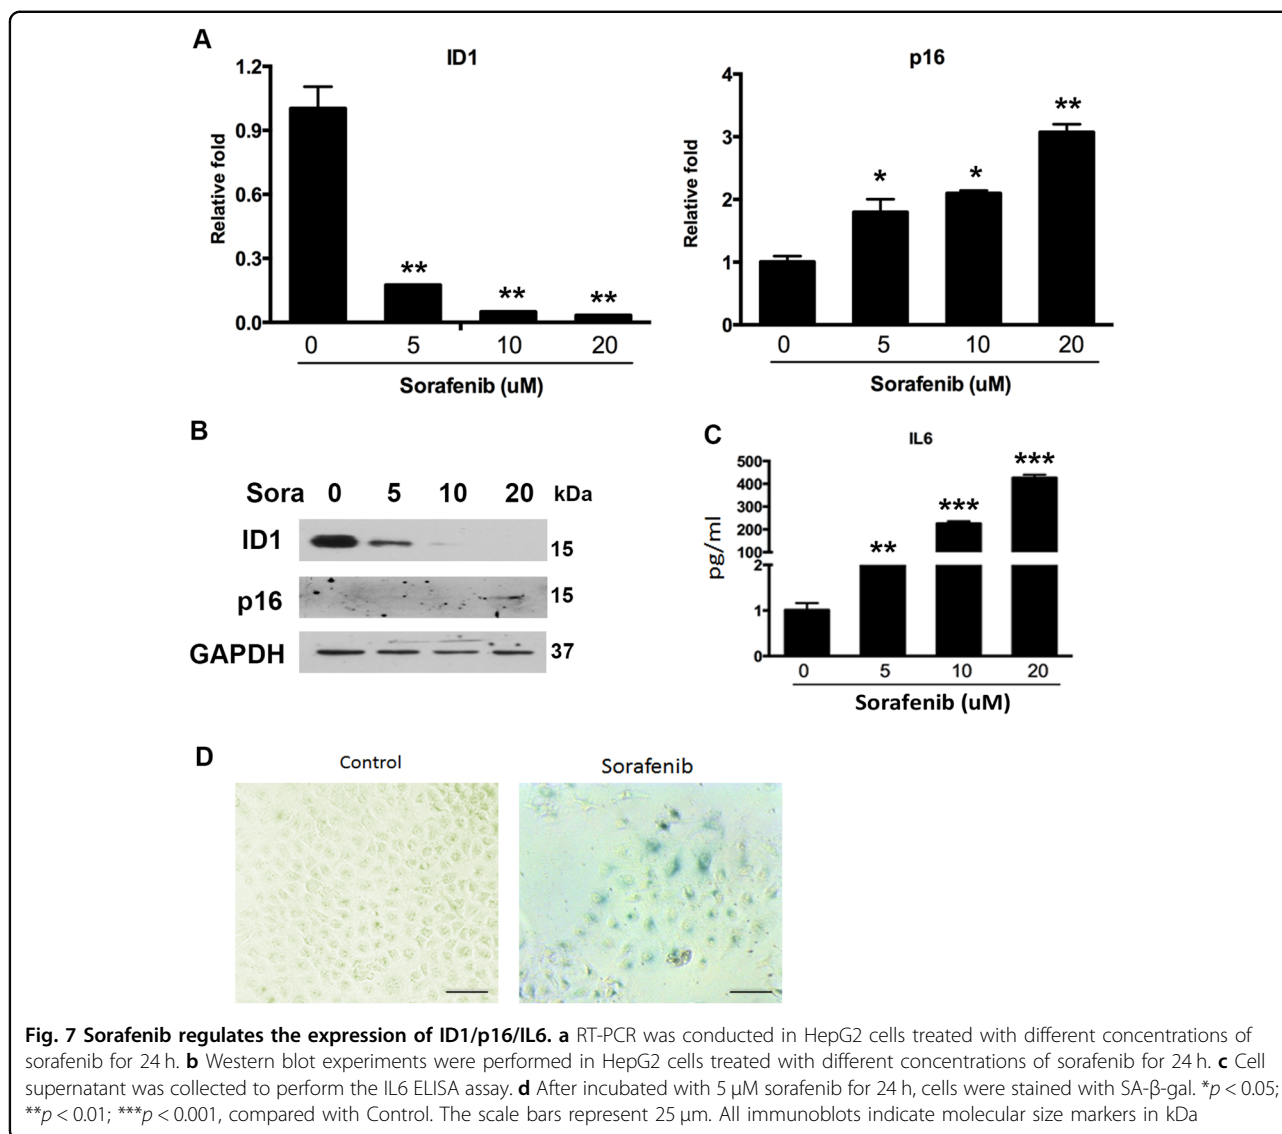 A
ID1
1.2
0.9
0.6
0.3
0.0
Relative fold
**
**
**
0 5 10 20
Sorafenib (uM)
p16
4
3
2
1
0
Relative fold
*
*
**
0 5 10 20
Sorafenib (uM)
B
Sora 0 5 10 20 kDa
ID1 15
p16 15
GAPDH 37
C
IL6
500
400
300
200
100
2
1
0
pg/ml
**
***
***
0 5 10 20
Sorafenib (uM)
D
Control
Sorafenib
Fig. 7 Sorafenib regulates the expression of ID1/p16/IL6. a RT-PCR was conducted in HepG2 cells treated with different concentrations of
sorafenib for 24 h. b Western blot experiments were performed in HepG2 cells treated with different concentrations of sorafenib for 24 h. c Cell
supernatant was collected to perform the IL6 ELISA assay. d After incubated with 5 μM sorafenib for 24 h, cells were stained with SA-β-gal. *p < 0.05;
**p < 0.01; ***p < 0.001, compared with Control. The scale bars represent 25 μm. All immunoblots indicate molecular size markers in kDa